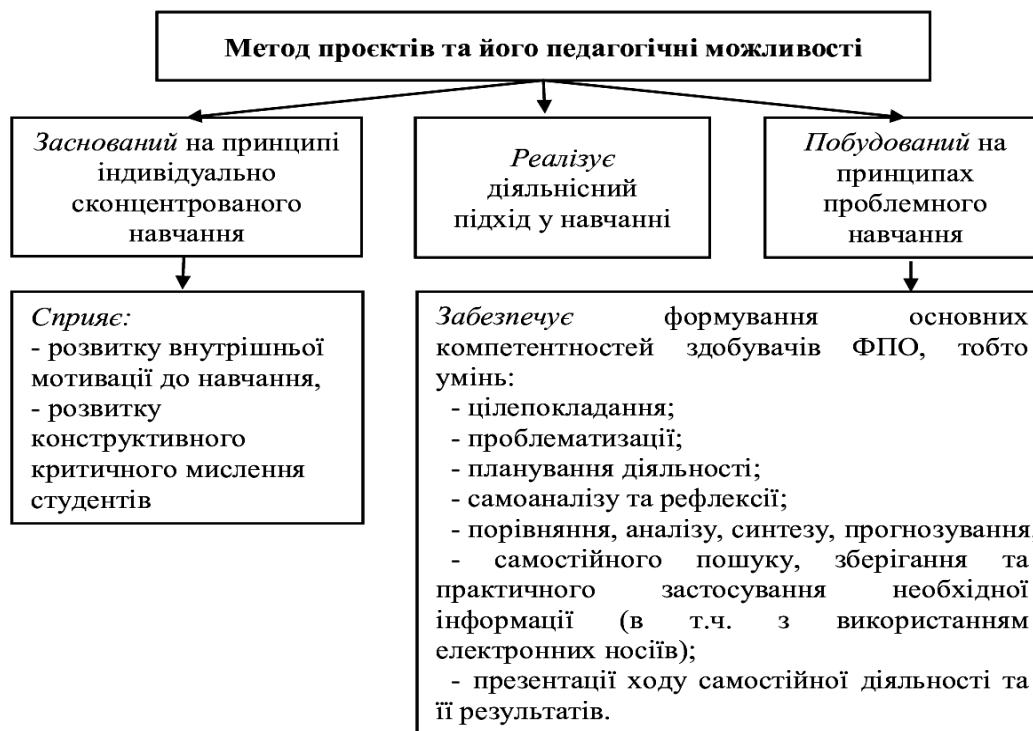 Метод проєктів та його педагогічні можливості
Заснований на принципі
індивідуально
сконцентрованого
навчання
Реалізує
діяльнісний
підхід у навчанні
Побудований на
принципах
проблемного
навчання
Сприяє:
- розвитку внутрішньої
мотивації до навчання,
- розвитку
конструктивного
критичного мислення
студентів
Забезпечує формування основних
компетентностей здобувачів ФПО, тобто
умінь:
- цілепокладання;
- проблематизації;
- планування діяльності;
- самоаналізу та рефлексії;
- порівняння, аналізу, синтезу, прогнозування,
- самостійного пошуку, зберігання та
практичного застосування необхідної
інформації (в т.ч. з використанням
електронних носіїв);
- презентації ходу самостійної діяльності та
її результатів.